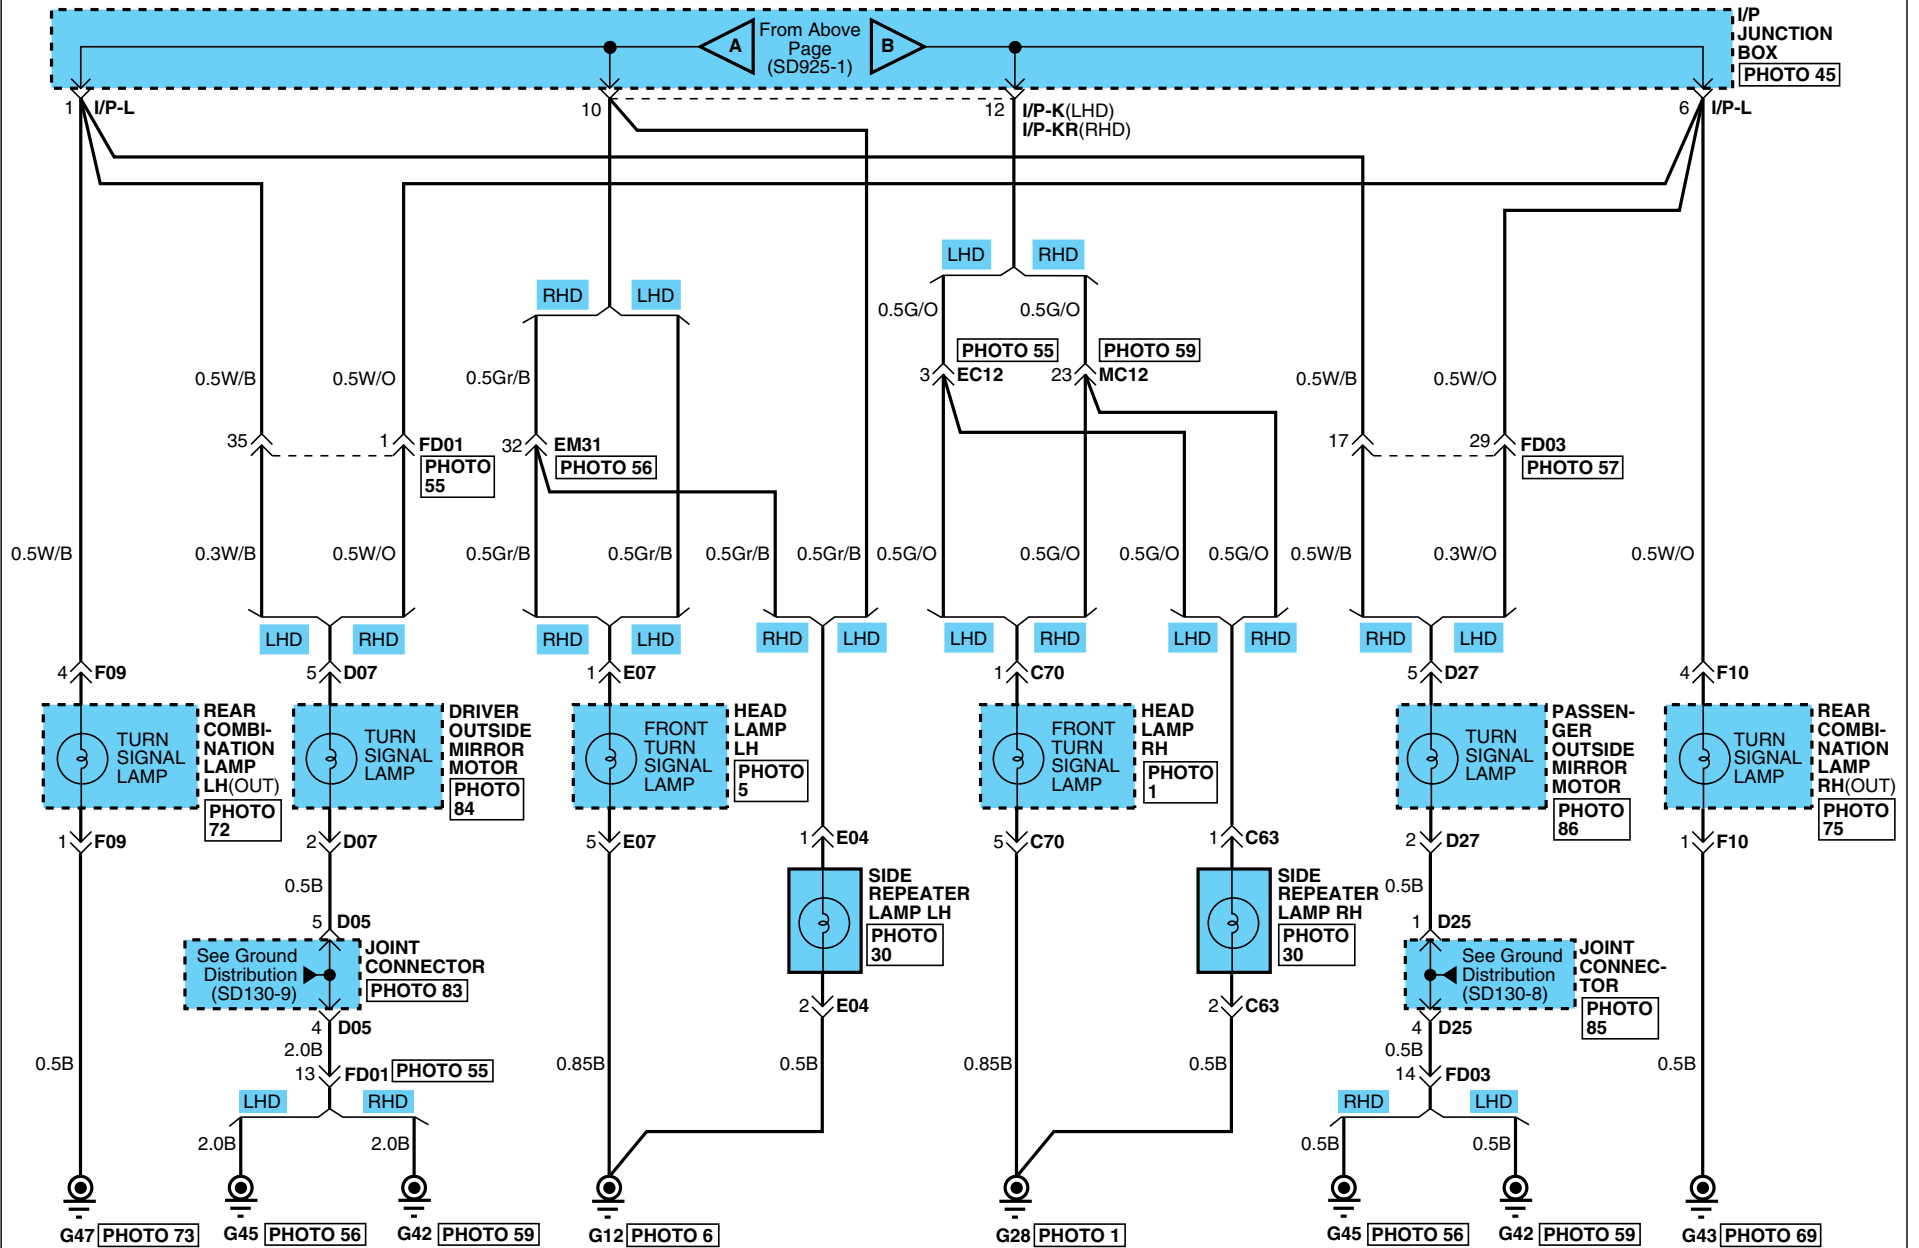 A
From Above
Page
(SD925-1)
B
I/P
JUNCTION
BOX
PHOTO 45
1 I/P-L
10
12
I/P-K(LHD)
I/P-KR(RHD)
6 I/P-L
LHD RHD
RHD LHD
0.5G/O 0.5G/O
PHOTO 55 PHOTO 59
0.5W/B 0.5W/O 0.5Gr/B 3 EC12 23 MC12 0.5W/B 0.5W/O
35 1 FD01
PHOTO
55
32 EM31
PHOTO 56
17 29 FD03
PHOTO 57
0.5W/B 0.3W/B 0.5W/O 0.5Gr/B 0.5Gr/B 0.5Gr/B 0.5Gr/B 0.5G/O 0.5G/O 0.5G/O 0.5G/O 0.5W/B 0.3W/O 0.5W/O
LHD RHD RHD LHD RHD LHD LHD RHD LHD RHD RHD LHD
4 F09 5 D07 1 E07 1 C70 5 D27 4 F10
TURN
SIGNAL
LAMP
REAR
COMBI-
NATION
LAMP
LH(OUT)
PHOTO
72
TURN
SIGNAL
LAMP
DRIVER
OUTSIDE
MIRROR
MOTOR
PHOTO
84
FRONT
TURN
SIGNAL
LAMP
HEAD
LAMP
LH
PHOTO
5
FRONT
TURN
SIGNAL
LAMP
HEAD
LAMP
RH
PHOTO
1
TURN
SIGNAL
LAMP
PASSEN-
GER
OUTSIDE
MIRROR
MOTOR
PHOTO
86
TURN
SIGNAL
LAMP
REAR
COMBI-
NATION
LAMP
RH(OUT)
PHOTO
75
1 F09 2 D07 5 E07 1 E04 5 C70 1 C63 2 D27 1 F10
0.5B
5 D05
See Ground
Distribution
(SD130-9)
JOINT
CONNECTOR
PHOTO 83
4 D05
2.0B
13 FD01 PHOTO 55
SIDE
REPEATER
LAMP LH
PHOTO
30
2 E04
SIDE
REPEATER
LAMP RH
PHOTO
30
2 C63
0.5B
1 D25
See Ground
Distribution
(SD130-8)
JOINT
CONNEC-
TOR
PHOTO
85
4 D25
0.5B
14 FD03
0.5B 0.85B 0.5B 0.85B 0.5B 0.5B
LHD RHD RHD LHD
2.0B 2.0B 0.5B 0.5B
G47 PHOTO 73 G45 PHOTO 56 G42 PHOTO 59 G12 PHOTO 6 G28 PHOTO 1 G45 PHOTO 56 G42 PHOTO 59 G43 PHOTO 69